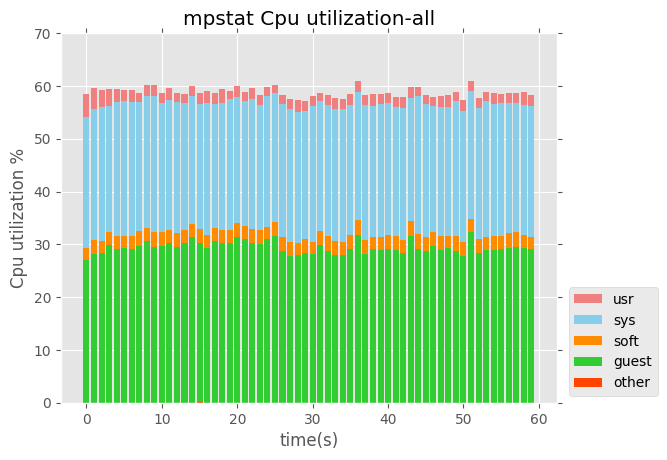 mpstat Cpu utilization-all
70
60
50
40
30
20
10
0
Cpu utilization %
0 10 20 30 40 50 60
time(s)
usr
sys
soft
guest
other